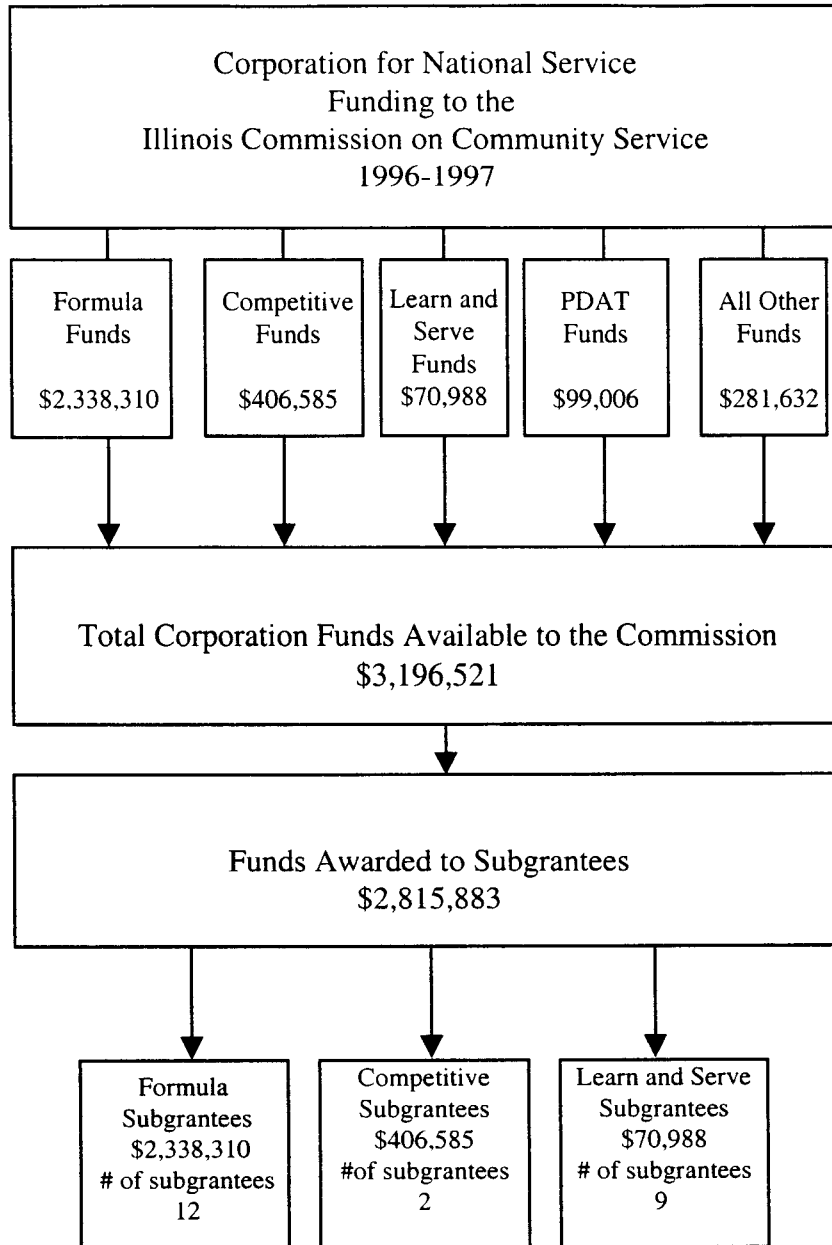 Corporation for National Service
Funding to the
Illinois Commission on Community Service
1996-1997
Formula
Funds
$2,338,310
Competitive
Funds
$406,585
Learn and
Serve
Funds
$70,988
PDAT
Funds
$99,006
All Other
Funds
$281,632
Total Corporation Funds Available to the Commission
$3,196,521
Funds Awarded to Subgrantees
$2,815,883
Formula
Subgrantees
$2,338,310
# of subgrantees
12
Competitive
Subgrantees
$406,585
#of subgrantees
2
Learn and Serve
Subgrantees
$70,988
# of subgrantees
9